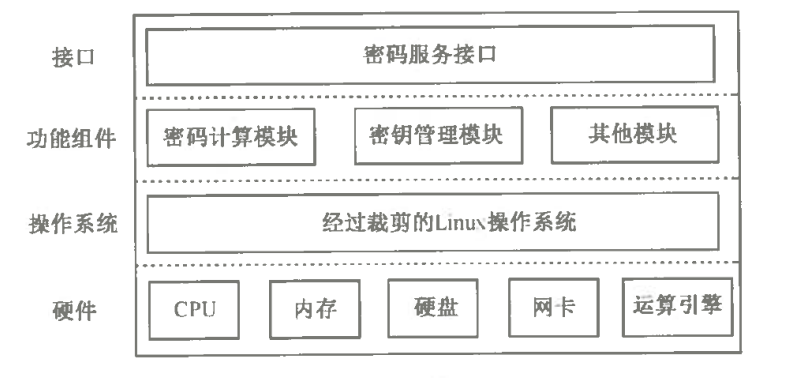 接口
密码服务接口
功能组件
密码计算模块
密钥管理模块
其他模块
操作系统
经过裁剪的Linux操作系统
硬件
CPU
内存
硬盘
网卡
运算引擎